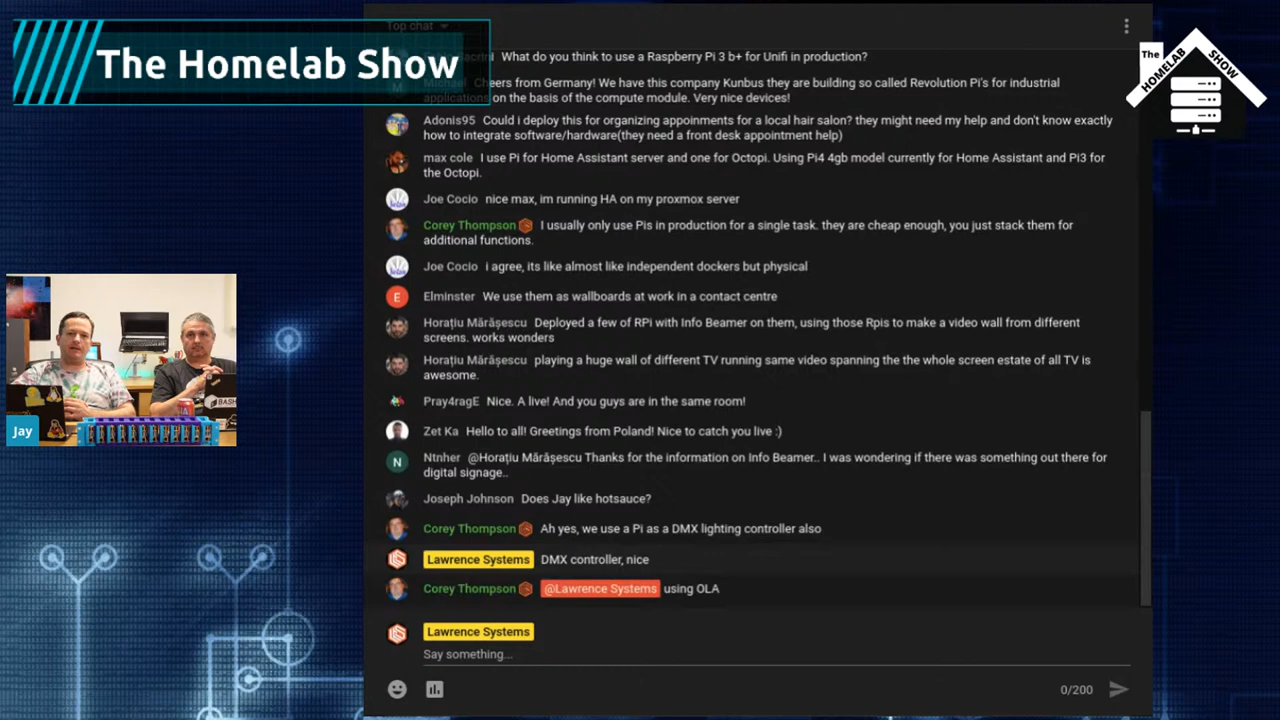 Top chat
The Homelab Show
The
HOMELAB
SHOW
What do you think to use a Raspberry Pi 3 b+ for Unifi in production?
Cheers from Germany! We have this company Kunbus they are building so called Revolution Pi's for industrial
on the basis of the compute module. Very nice devices!
Adonis95 Could i deploy this for organizing appoinments for a local hair salon? they might need my help and don't know exactly
how to integrate software/hardware(they need a front desk appointment help)
max cole I use Pi for Home Assistant server and one for Octopi. Using Pi4 4gb model currently for Home Assistant and Pi3 for
the Octopi.
Joe Cocio nice max, im running HA on my proxmox server
Corey Thompson I usually only use Pis in production for a single task. they are cheap enough, you just stack them for
additional functions.
Joe Cocio i agree, its like almost like independent dockers but physical
E Elminster We use them as wallboards at work in a contact centre
Horațiu Mărășescu Deployed a few of RPi with Info Beamer on them, using those Rpis to make a video wall from different
screens. works wonders
Horațiu Mărășescu playing a huge wall of different TV running same video spanning the the whole screen estate of all TV is
awesome.
Pray4ragE Nice. A live! And you guys are in the same room!
Zet Ka Hello to all! Greetings from Poland! Nice to catch you live :)
N Ntnher @Horațiu Mărășescu Thanks for the information on Info Beamer.. I was wondering if there was something out there for
digital signage..
Joseph Johnson Does Jay like hotsauce?
Corey Thompson Ah yes, we use a Pi as a DMX lighting controller also
Lawrence Systems DMX controller, nice
Corey Thompson @Lawrence Systems using OLA
Lawrence Systems
Say something...
0/200
BASH
Jay